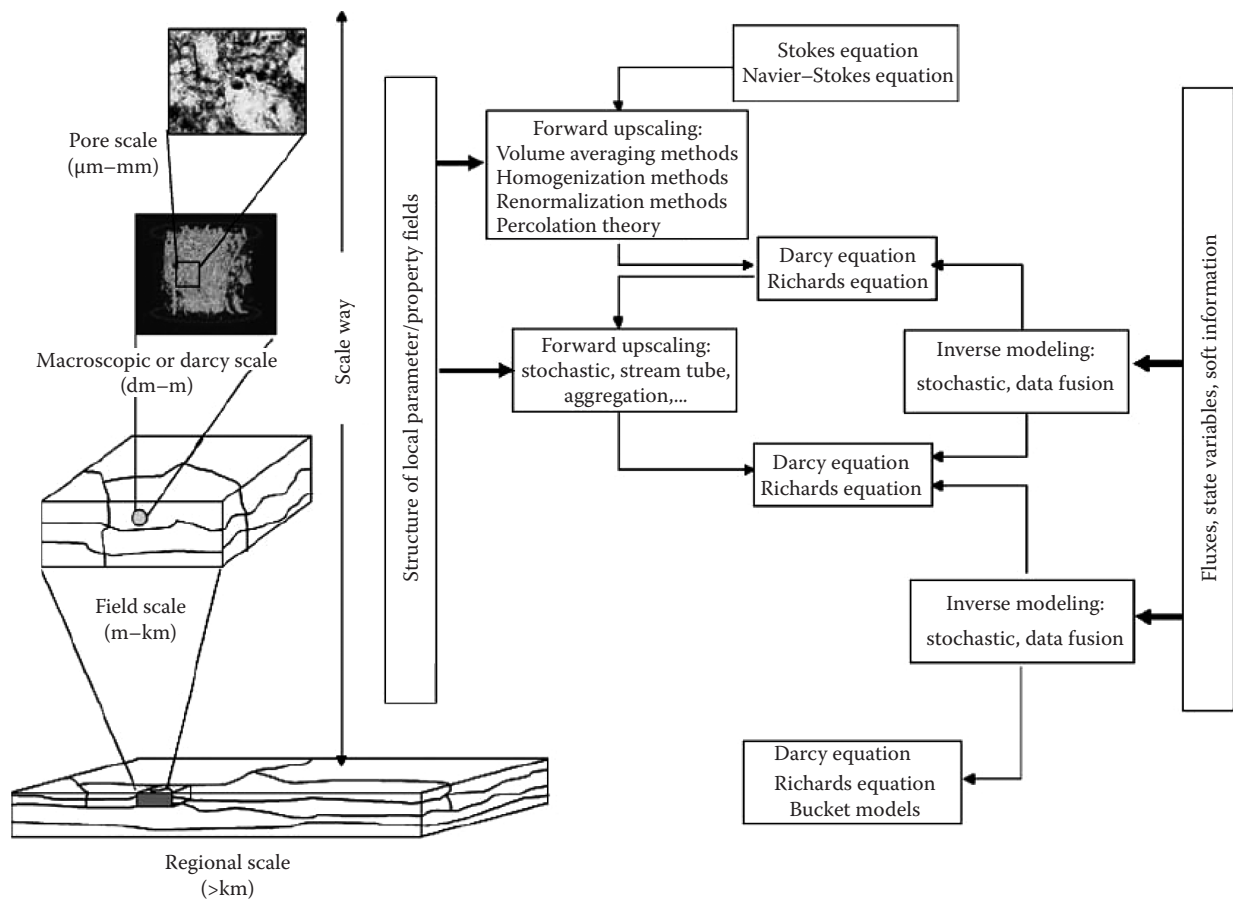 Pore scale
(μm–mm)
Macroscopic or darcy scale
(dm–m)
Field scale
(m–km)
Regional scale
(>km)
Scale way
Structure of local parameter/property fields
Stokes equation
Navier–Stokes equation
Forward upscaling:
Volume averaging methods
Homogenization methods
Renormalization methods
Percolation theory
Darcy equation
Richards equation
Forward upscaling:
stochastic, stream tube,
aggregation,...
Inverse modeling:
stochastic, data fusion
Darcy equation
Richards equation
Inverse modeling:
stochastic, data fusion
Darcy equation
Richards equation
Bucket models
Fluxes, state variables, soft information